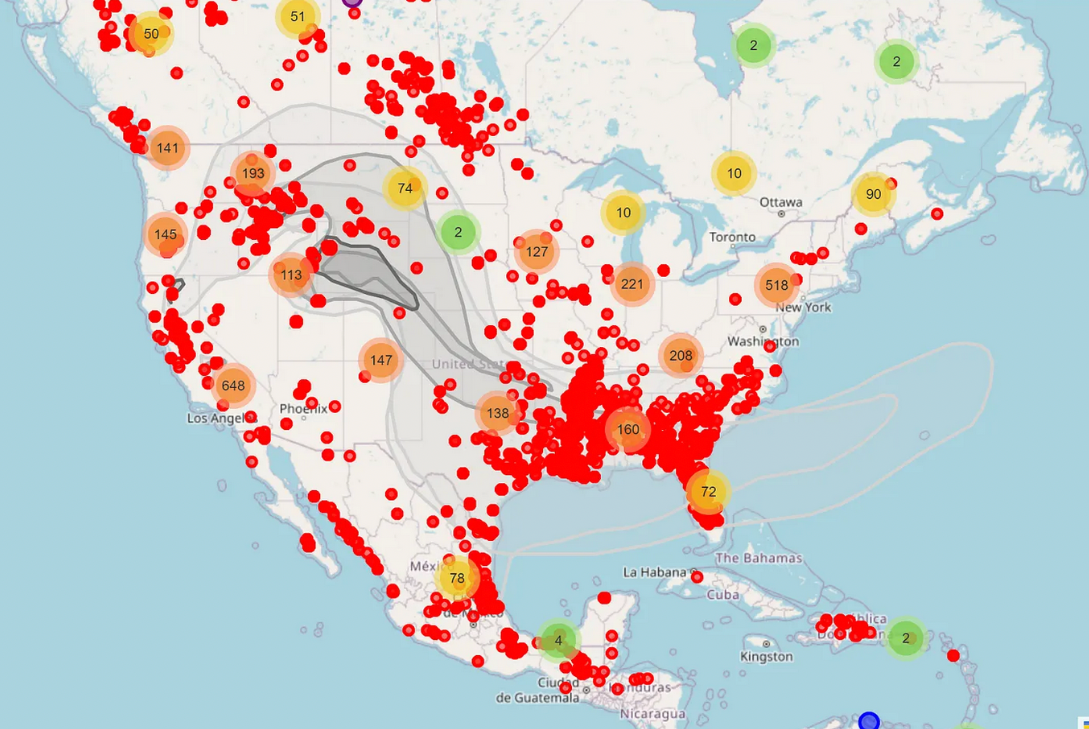 50
51
2
2
141
193
74
10
90
Ottawa
10
145
2
127
Toronto
113
221
518
New York
Washington
147
United Stat
208
648
Phoenix
138
Los Angel
160
72
The Bahamas
Méxi
78
La Habana
Cuba
4
2
Kingston
Ciudad
de Guatemala
Honduras
Nicaragua